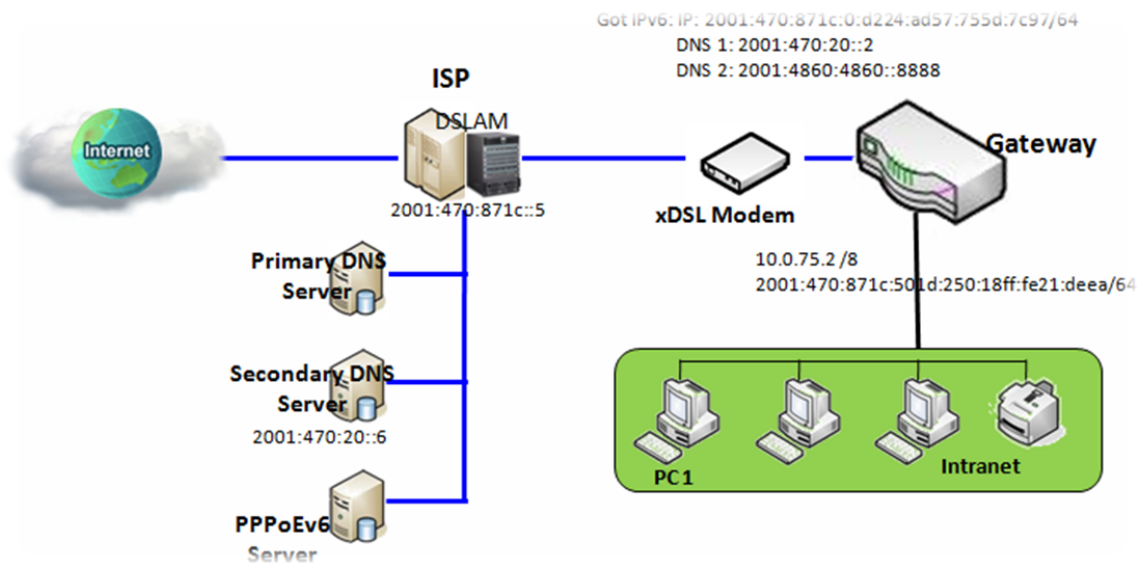 Got IPv6: IP: 2001:470:871c:0:d224:ad57:755d:7c97/64
DNS 1: 2001:470:20::2
DNS 2: 2001:4860:4860::8888
ISP
DSLAM
Internet
Gateway
2001:470:871c::5
xDSL Modem
Primary DNS
Server
10.0.75.2 /8
2001:470:871c:501d:250:18ff:fe21:deea/64
Secondary DNS
Server
2001:470:20::6
PC1
Intranet
PPPoEv6
Server